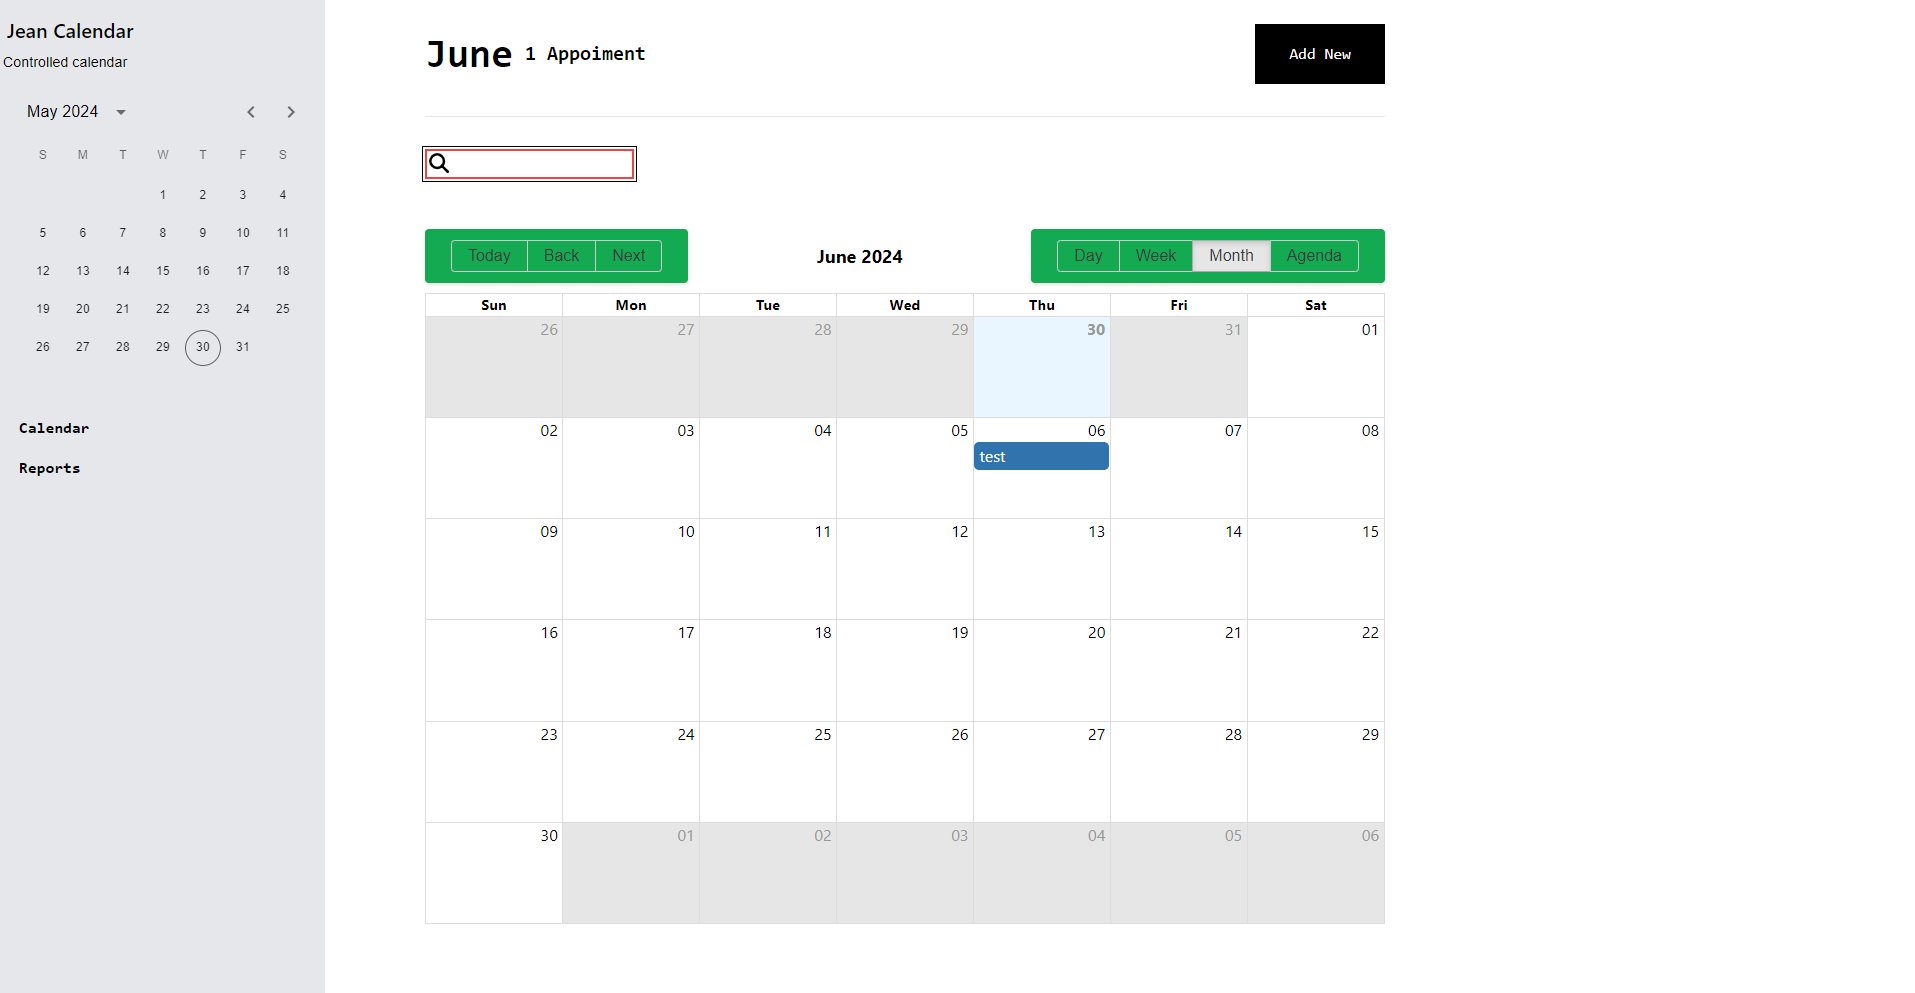 Jean Calendar
Controlled calendar
May 2024
S M T W T F S
1 2 3 4
5 6 7 8 9 10 11
12 13 14 15 16 17 18
19 20 21 22 23 24 25
26 27 28 29 30 31
Calendar
Reports
June 1 Appoiment
Add New
Today Back Next
June 2024
Day Week Month Agenda
Sun Mon Tue Wed Thu Fri Sat
26 27 28 29 30 31 01
02 03 04 05 06 07 08
test
09 10 11 12 13 14 15
16 17 18 19 20 21 22
23 24 25 26 27 28 29
30 01 02 03 04 05 06